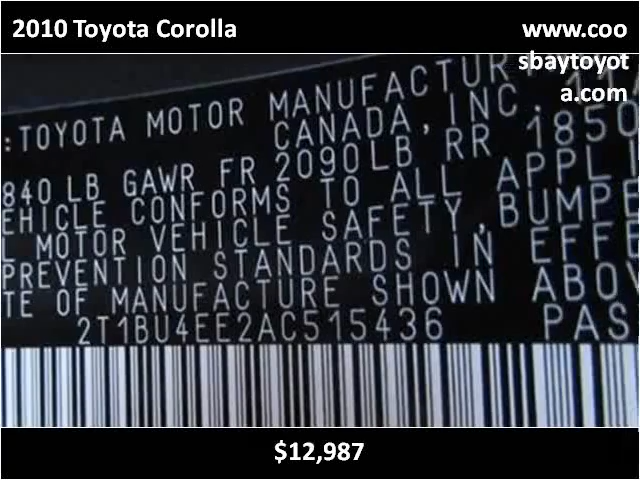 2010 Toyota Corolla
www.coo
sbaytoyot
a.com
:TOYOTA MOTOR MANUFACTUR
CANADA, INC.
840 LB GAWR FR 2090LB RR 1850
EHICLE CONFORMS TO ALL APPLI
L MOTOR VEHICLE SAFETY, BUMPE
PREVENTION STANDARDS IN EFFE
TE OF MANUFACTURE SHOWN ABOV
2T1BU4EE2AC515436 PAS
$12,987